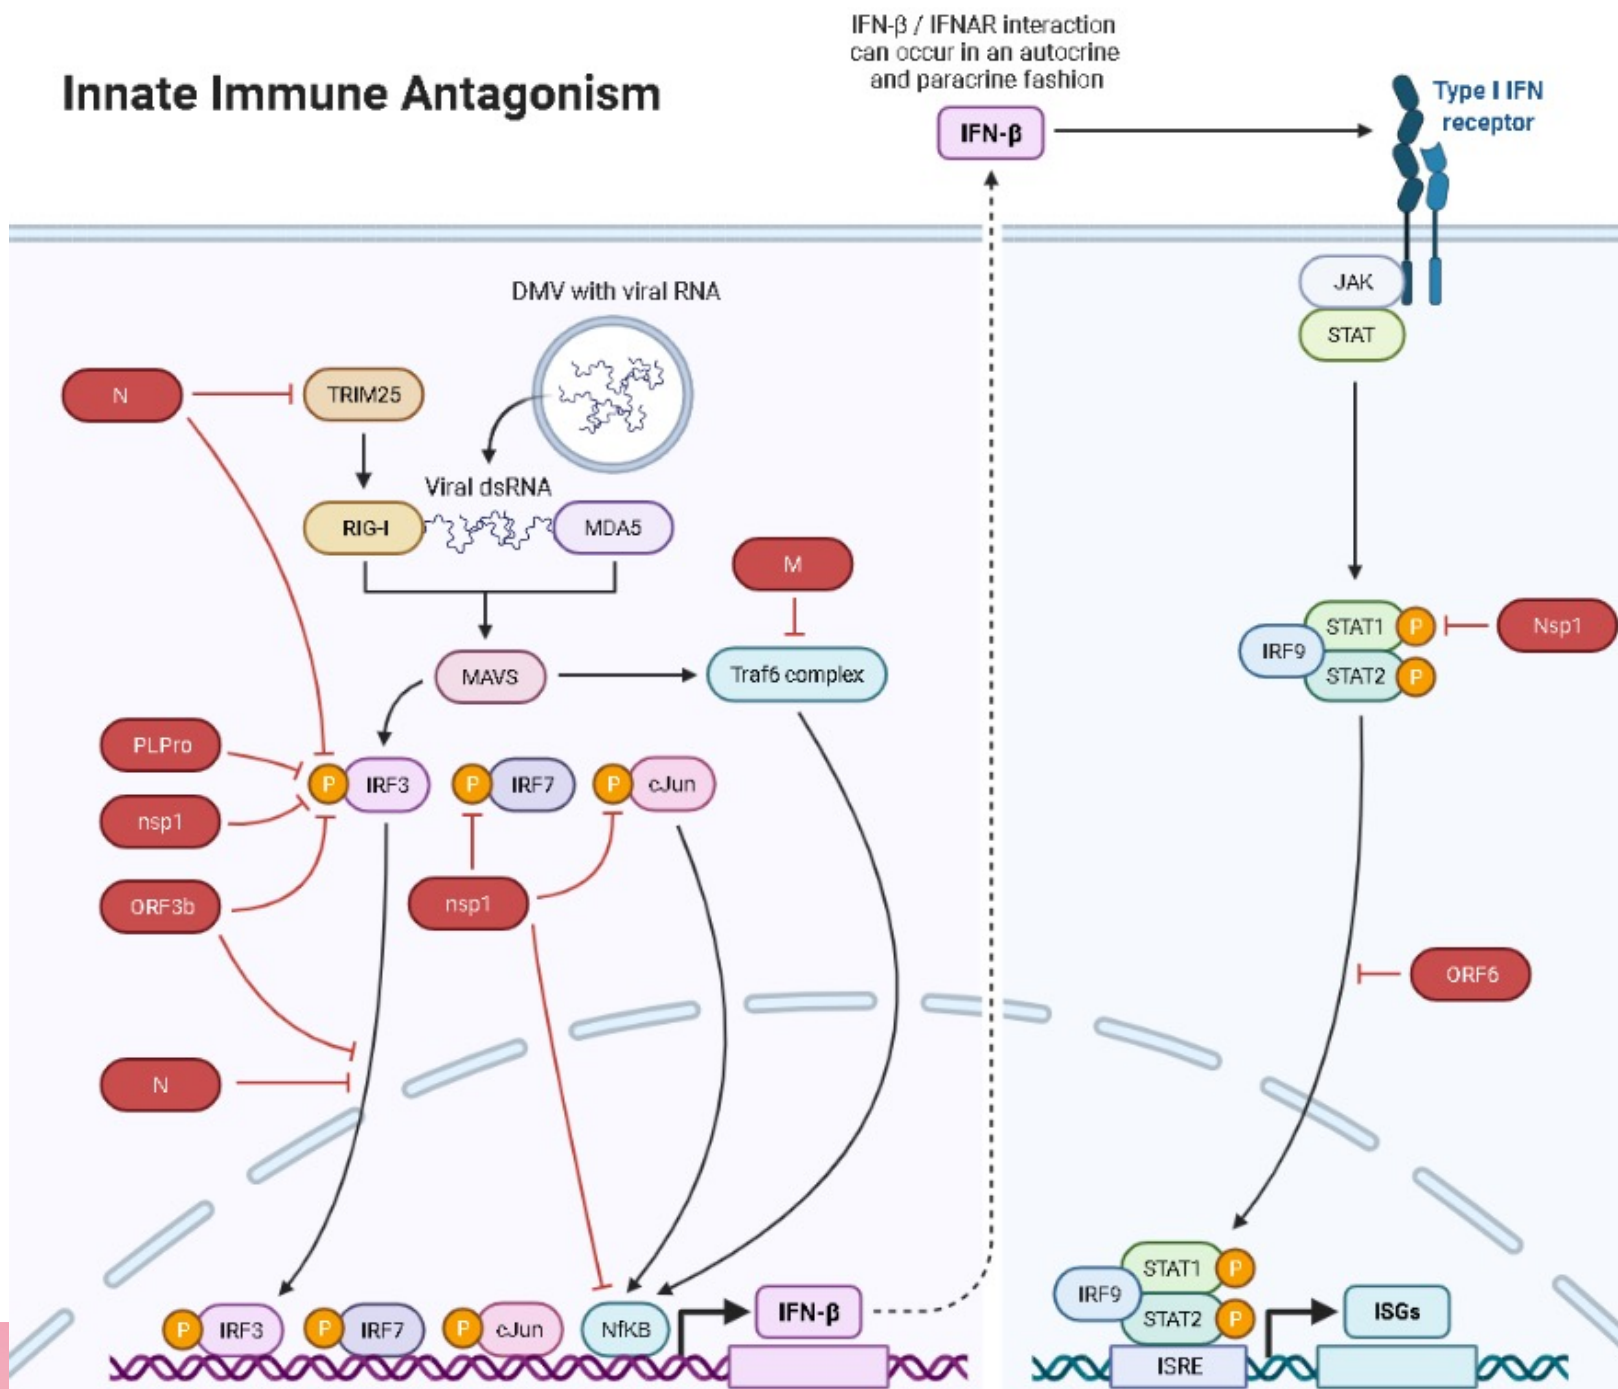 Innate Immune Antagonism
IFN-β / IFNAR interaction
can occur in an autocrine
and paracrine fashion
IFN-β
Type I IFN
receptor
JAK
STAT
DMV with viral RNA
N
TRIM25
Viral dsRNA
RIG-I
MDA5
M
MAVS
Traf6 complex
STAT1
P
Nsp1
IRF9
STAT2
P
PLPro
P
IRF3
P
IRF7
P
cJun
nsp1
ORF3b
nsp1
N
ORF6
P
IRF3
P
IRF7
P
cJun
NfKB
IFN-β
STAT1
P
IRF9
STAT2
P
ISGs
ISRE